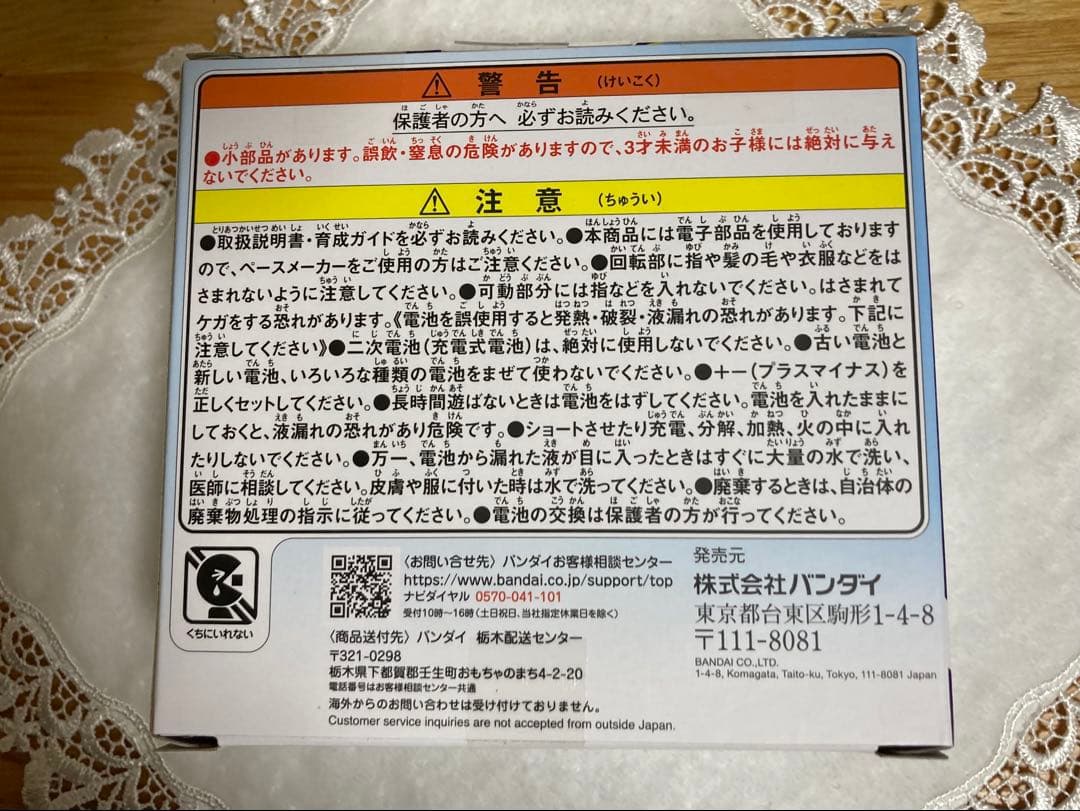 ⚠ 警告 （けいこく）
保護者の方へ 必ずお読みください。
●小部品があります。誤飲・窒息の危険がありますので、3才未満のお子様には絶対に与え
ないでください。
⚠ 注意 （ちゅうい）
●取扱説明書・育成ガイドを必ずお読みください。●本商品には電子部品を使用しております
ので、ペースメーカーをご使用の方はご注意ください。●回転部に指や髪の毛や衣服などをは
さまれないように注意してください。●可動部分には指などを入れないでください。はさまれて
ケガをする恐れがあります。《電池を誤使用すると発熱・破裂・液漏れの恐れがあります。下記に
注意してください》●二次電池（充電式電池）は、絶対に使用しないでください。●古い電池と
新しい電池、いろいろな種類の電池をまぜて使わないでください。●＋－（プラスマイナス）を
正しくセットしてください。●長時間遊ばないときは電池をはずしてください。電池を入れたままに
しておくと、液漏れの恐れがあり危険です。●ショートさせたり充電、分解、加熱、火の中に入れ
たりしないでください。●万一、電池から漏れた液が目に入ったときはすぐに大量の水で洗い、
医師に相談してください。皮膚や服に付いた時は水で洗ってください。●廃棄するときは、自治体の
廃棄物処理の指示に従ってください。●電池の交換は保護者の方が行ってください。
くちにいれない
〈お問い合せ先〉バンダイお客様相談センター
https://www.bandai.co.jp/support/top
ナビダイヤル 0570-041-101
受付10時～16時（土日祝日、当社指定休業日を除く）
〈商品送付先〉バンダイ 栃木配送センター
〒321-0298
栃木県下都賀郡壬生町おもちゃのまち4-2-20
電話番号はお客様相談センター共通
海外からのお問い合わせは受け付けておりません。
Customer service inquiries are not accepted from outside Japan.
発売元
株式会社バンダイ
東京都台東区駒形1-4-8
〒111-8081
BANDAI CO.,LTD.
1-4-8, Komagata, Taito-ku, Tokyo, 111-8081 Japan